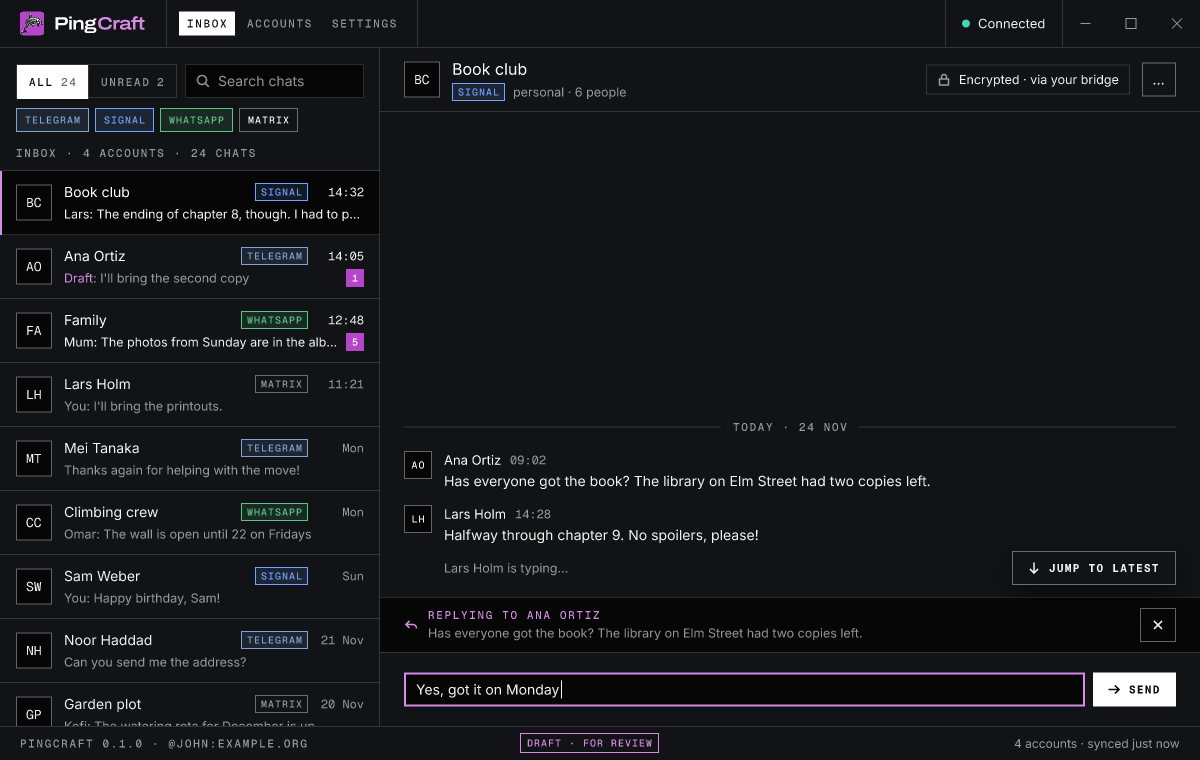 PingCraft
INBOX ACCOUNTS SETTINGS
Connected
ALL 24 UNREAD 2
Search chats
TELEGRAM SIGNAL WHATSAPP MATRIX
INBOX · 4 ACCOUNTS · 24 CHATS
BC
Book club SIGNAL 14:32
Lars: The ending of chapter 8, though. I had to p...
AO
Ana Ortiz TELEGRAM 14:05
Draft: I'll bring the second copy 1
FA
Family WHATSAPP 12:48
Mum: The photos from Sunday are in the alb... 5
LH
Lars Holm MATRIX 11:21
You: I'll bring the printouts.
MT
Mei Tanaka TELEGRAM Mon
Thanks again for helping with the move!
CC
Climbing crew WHATSAPP Mon
Omar: The wall is open until 22 on Fridays
SW
Sam Weber SIGNAL Sun
You: Happy birthday, Sam!
NH
Noor Haddad TELEGRAM 21 Nov
Can you send me the address?
GP
Garden plot MATRIX 20 Nov
Kofi: The watering rota for December is up
BC
Book club
SIGNAL personal · 6 people
Encrypted · via your bridge
...
TODAY · 24 NOV
AO
Ana Ortiz 09:02
Has everyone got the book? The library on Elm Street had two copies left.
LH
Lars Holm 14:28
Halfway through chapter 9. No spoilers, please!
Lars Holm is typing...
JUMP TO LATEST
REPLYING TO ANA ORTIZ
Has everyone got the book? The library on Elm Street had two copies left.
Yes, got it on Monday
SEND
PINGCRAFT 0.1.0 · @JOHN:EXAMPLE.ORG
DRAFT · FOR REVIEW
4 accounts · synced just now